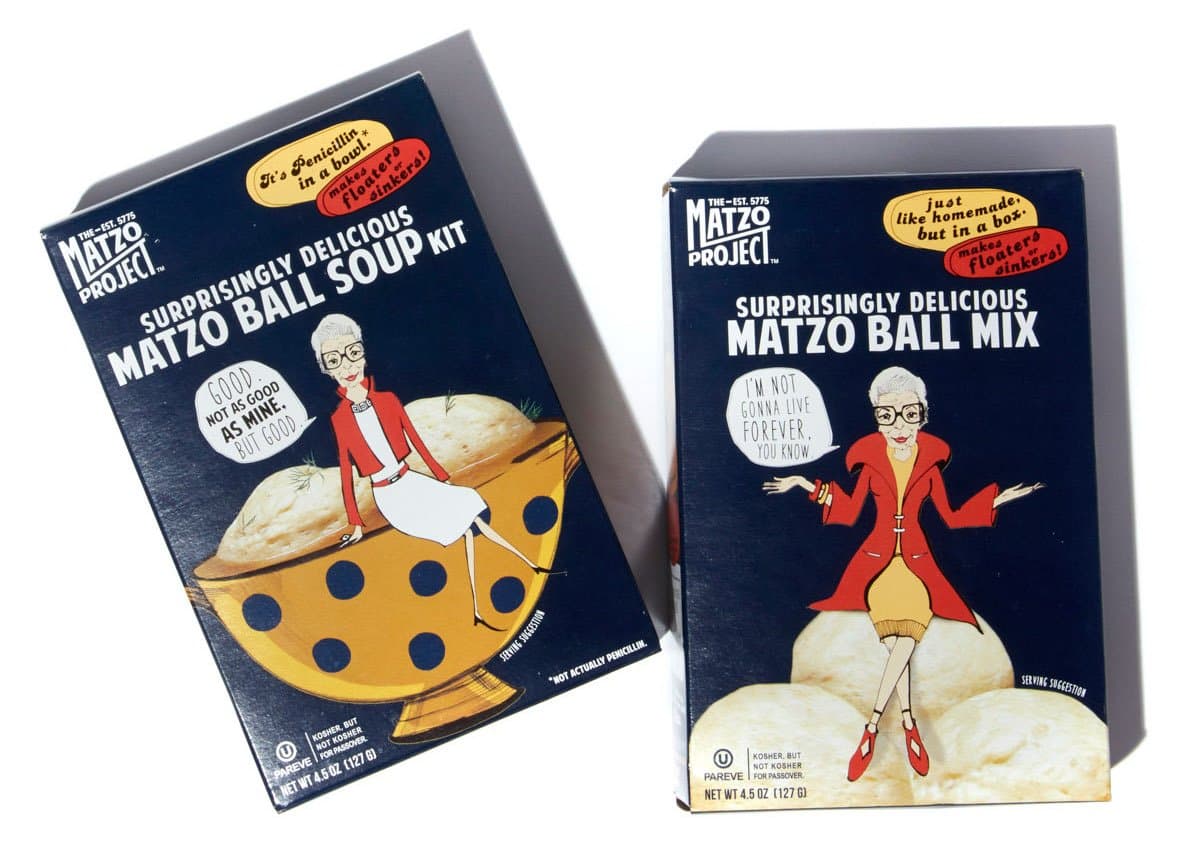 It's Penicillin
in a bowl.*
makes
floaters
or
sinkers!
THE—EST. 5775
MATZO
PROJECT™
SURPRISINGLY DELICIOUS
MATZO BALL SOUP KIT
GOOD.
NOT AS GOOD
AS MINE.
BUT GOOD.
SERVING SUGGESTION
*NOT ACTUALLY PENICILLIN.
U
PAREVE
KOSHER, BUT
NOT KOSHER
FOR PASSOVER.
NET WT 4.5 OZ (127 G)
THE—EST. 5775
MATZO
PROJECT™
just
like homemade,
but in a box.
makes
floaters
or
sinkers!
SURPRISINGLY DELICIOUS
MATZO BALL MIX
I'M NOT
GONNA LIVE
FOREVER,
YOU KNOW.
SERVING SUGGESTION
U
PAREVE
KOSHER, BUT
NOT KOSHER
FOR PASSOVER.
NET WT 4.5 OZ (127 G)